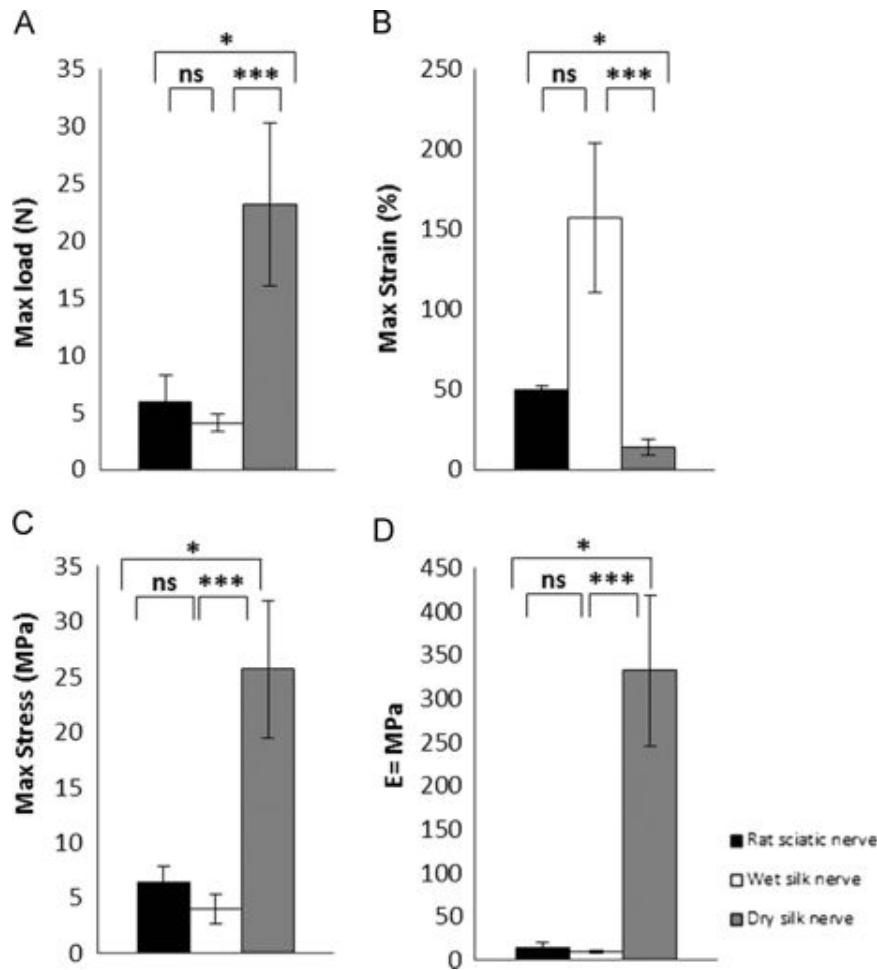 A
*
ns ***
35
30
25
20
15
10
5
0
Max load (N)
B
*
ns ***
250
200
150
100
50
0
Max Strain (%)
C
*
ns ***
35
30
25
20
15
10
5
0
Max Stress (MPa)
D
*
ns ***
450
400
350
300
250
200
150
100
50
0
E= MPa
Rat sciatic nerve
Wet silk nerve
Dry silk nerve